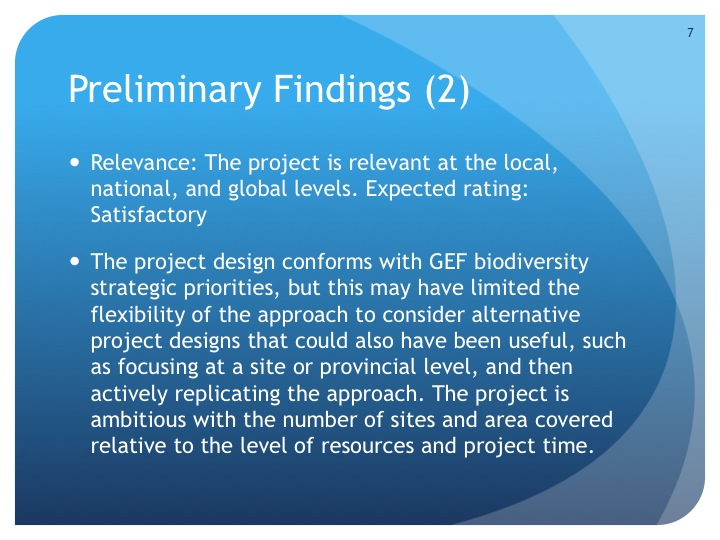 7
Preliminary Findings (2)
• Relevance: The project is relevant at the local,
national, and global levels. Expected rating:
Satisfactory
• The project design conforms with GEF biodiversity
strategic priorities, but this may have limited the
flexibility of the approach to consider alternative
project designs that could also have been useful, such
as focusing at a site or provincial level, and then
actively replicating the approach. The project is
ambitious with the number of sites and area covered
relative to the level of resources and project time.